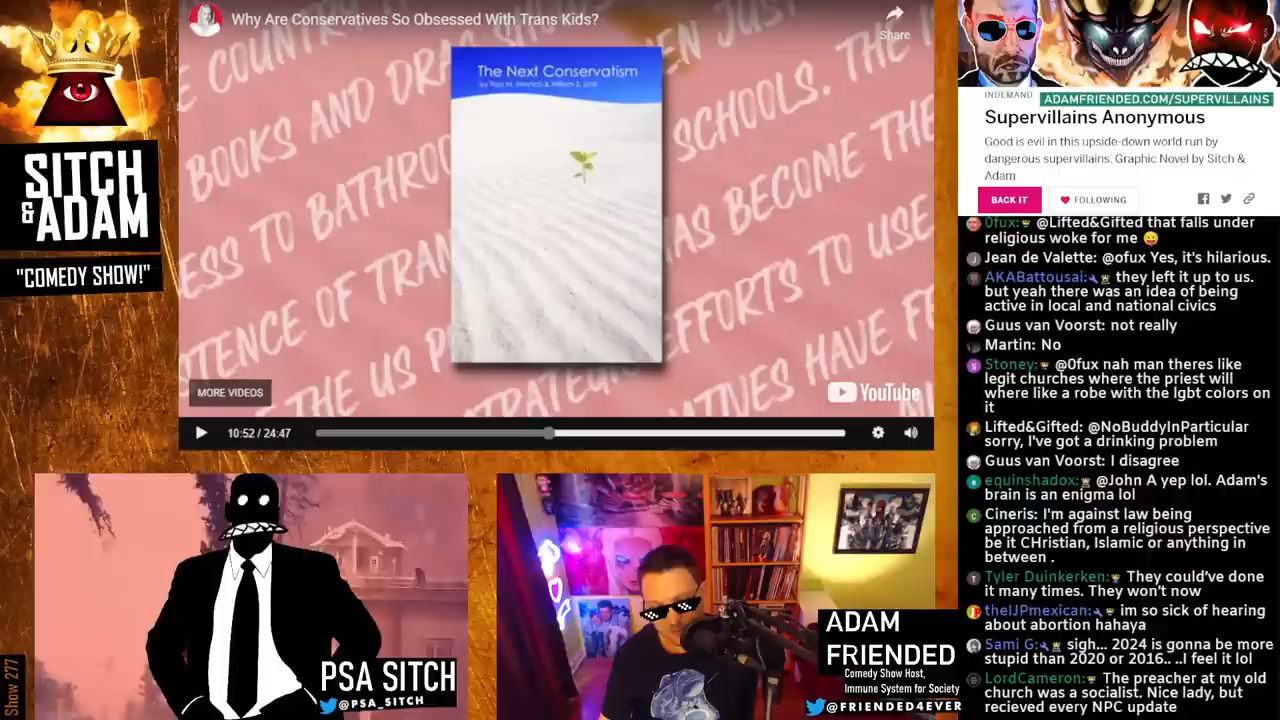 Why Are Conservatives So Obsessed With Trans Kids?
Share
E COUNTR
BOOKS AND DRA
ESS TO BATHROO
TENCE OF TRAN
THE US P
STRATEG
EN JUS
SCHOOLS. THE
AS BECOME THE
EFFORTS TO USE
ATIVES HAVE F
The Next Conservatism
by Paul M. Weyrich & William S. Lind
MORE VIDEOS
YouTube
10:52 / 24:47
SITCH
& ADAM
"COMEDY SHOW!"
Show 277
PSA SITCH
@PSA_SITCH
ADAM
FRIENDED
Comedy Show Host,
Immune System for Society
@FRIENDED4EVER
INDEMAND
ADAMFRIENDED.COM/SUPERVILLAINS
Supervillains Anonymous
Good is evil in this upside-down world run by
dangerous supervillains. Graphic Novel by Sitch &
Adam
BACK IT
FOLLOWING
0fux: @Lifted&Gifted that falls under
religious woke for me 😛
Jean de Valette: @ofux Yes, it's hilarious.
AKABattousai: they left it up to us.
but yeah there was an idea of being
active in local and national civics
Guus van Voorst: not really
Martin: No
Stoney: @0fux nah man theres like
legit churches where the priest will
where like a robe with the lgbt colors on
it
Lifted&Gifted: @NoBuddyInParticular
sorry, I've got a drinking problem
Guus van Voorst: I disagree
equinshadox: @John A yep lol. Adam's
brain is an enigma lol
Cineris: I'm against law being
approached from a religious perspective
be it CHristian, Islamic or anything in
between .
Tyler Duinkerken: They could've done
it many times. They won't now
theIJPmexican: im so sick of hearing
about abortion hahaya
Sami G: sigh... 2024 is gonna be more
stupid than 2020 or 2016.. ..I feel it lol
LordCameron: The preacher at my old
church was a socialist. Nice lady, but
recieved every NPC update